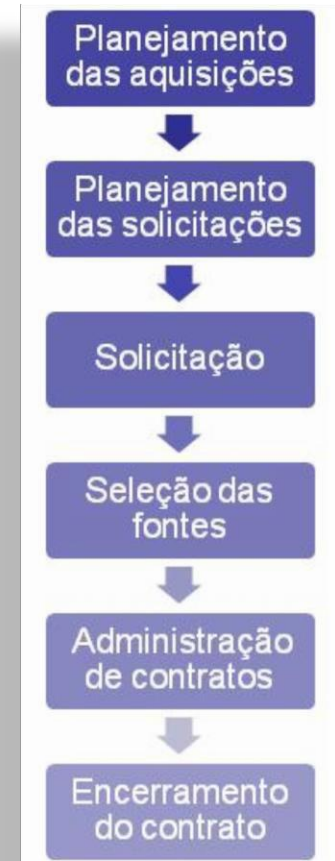 Planejamento
das aquisições
Planejamento
das solicitações
Solicitação
Seleção das
fontes
Administração
de contratos
Encerramento
do contrato